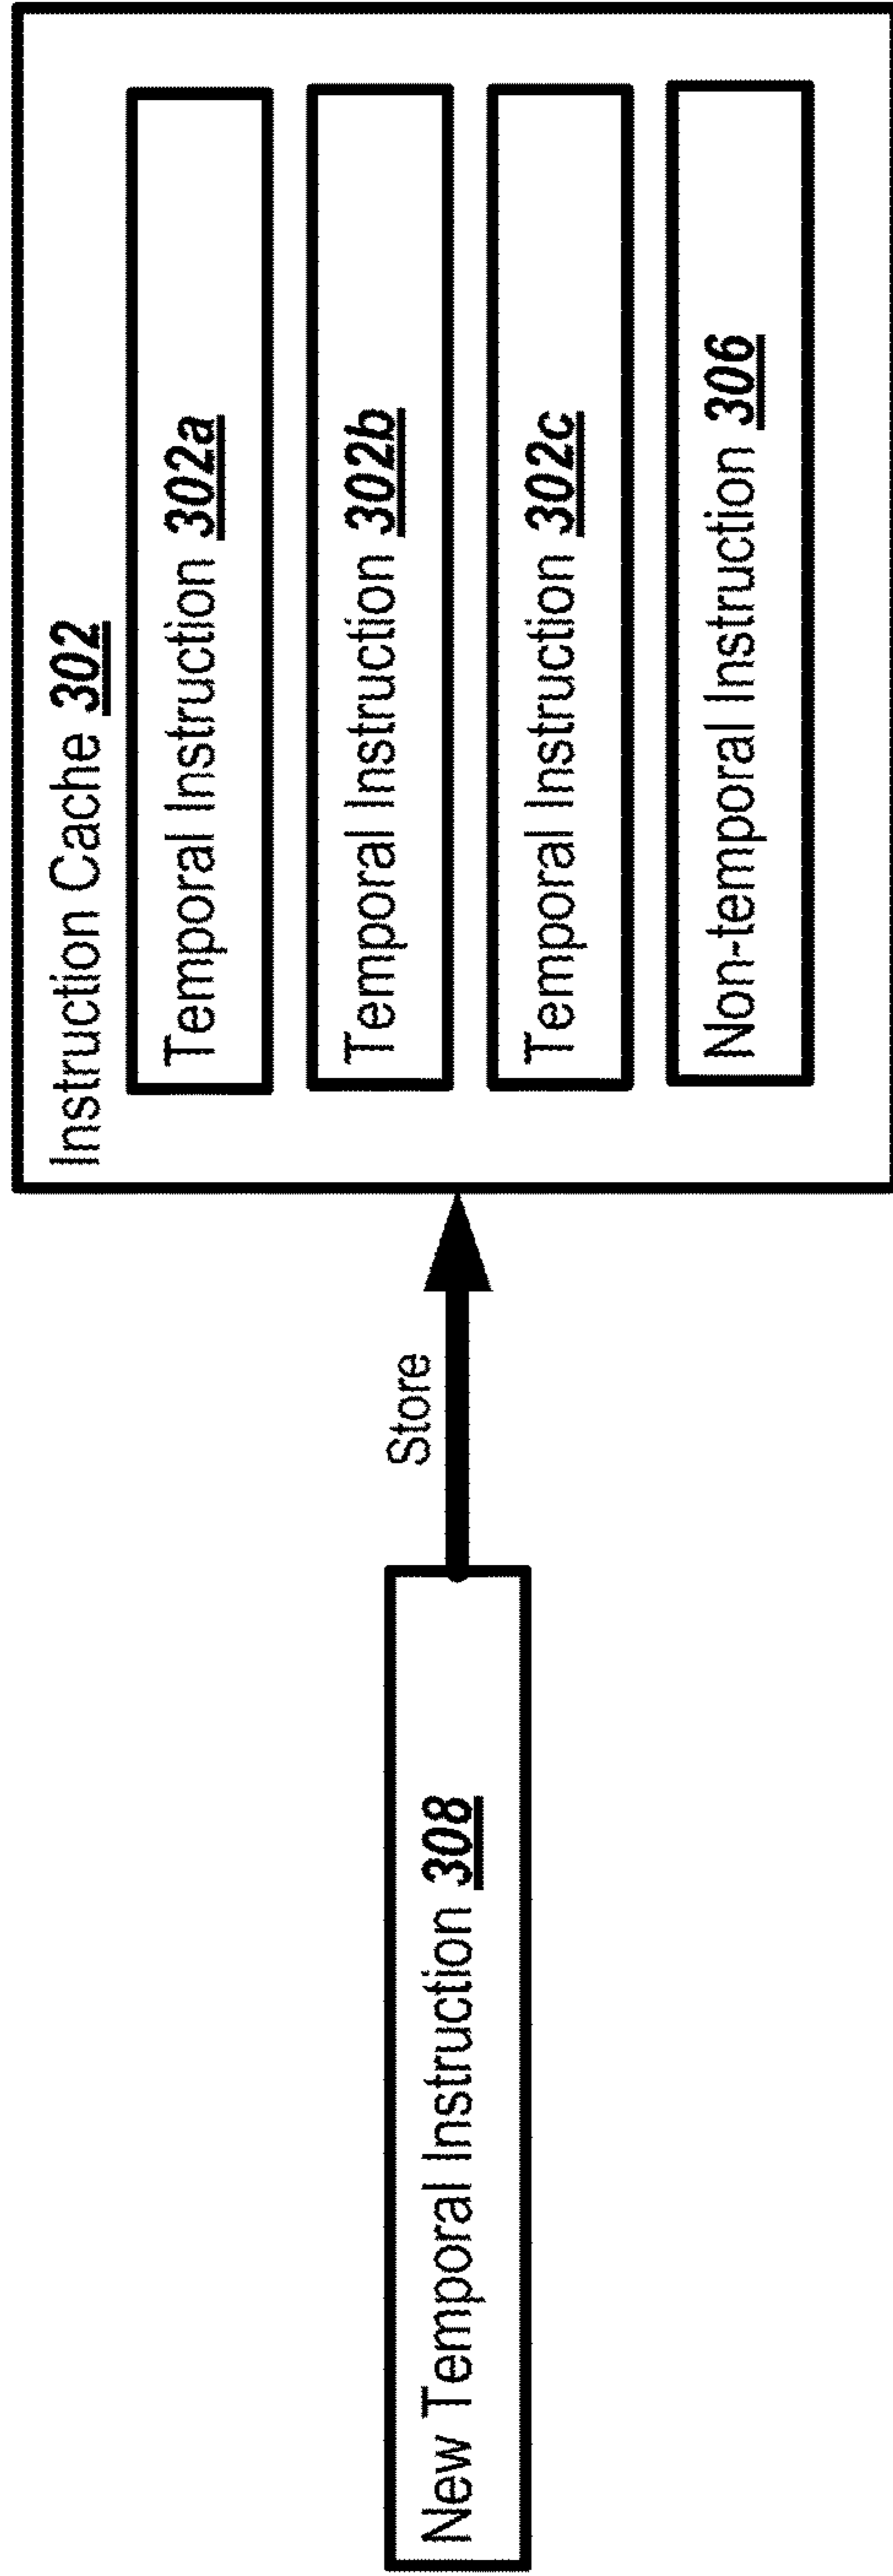 Instruction Cache 302
Temporal Instruction 302a
Temporal Instruction 302b
Temporal Instruction 302c
Non-temporal Instruction 306
Store
New Temporal Instruction 308